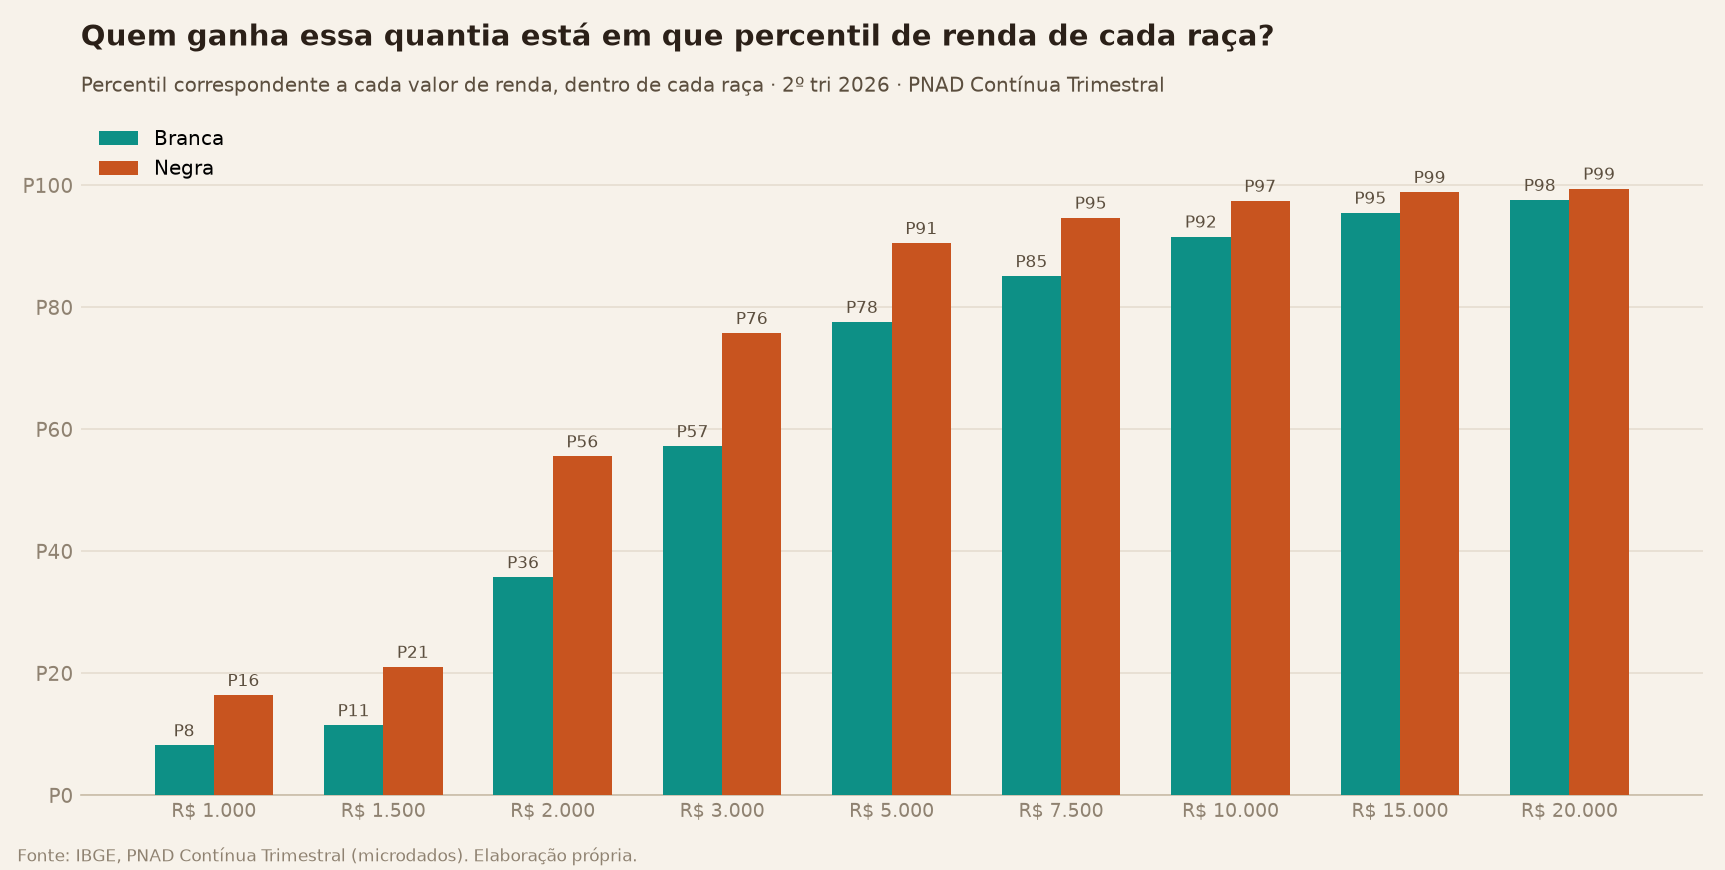 Quem ganha essa quantia está em que percentil de renda de cada raça?
Percentil correspondente a cada valor de renda, dentro de cada raça · 2º tri 2026 · PNAD Contínua Trimestral
Branca
Negra
P100
P80
P60
P40
P20
P0
P8
P16
P11
P21
P36
P56
P57
P76
P78
P91
P85
P95
P92
P97
P95
P99
P98
P99
R$ 1.000
R$ 1.500
R$ 2.000
R$ 3.000
R$ 5.000
R$ 7.500
R$ 10.000
R$ 15.000
R$ 20.000
Fonte: IBGE, PNAD Contínua Trimestral (microdados). Elaboração própria.